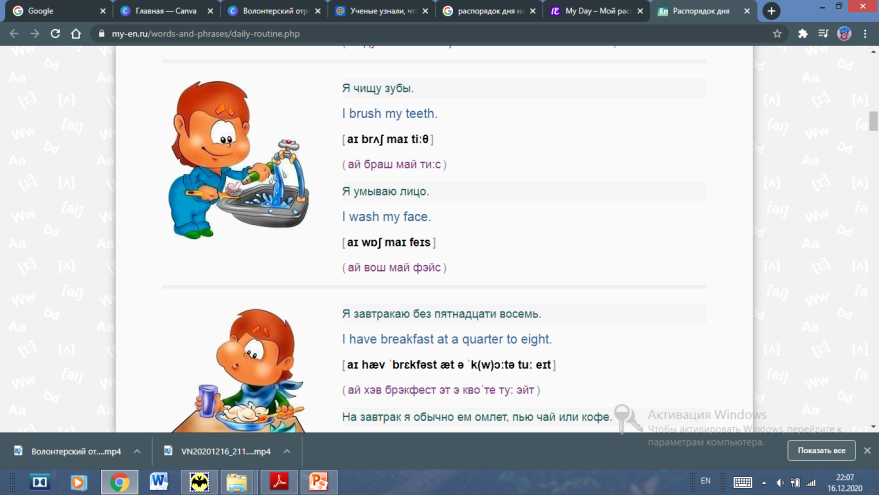 Google
Главная — Canva
Волонтерский отр
Ученые узнали, чт
распорядок дня на
My Day – Мой рас
Распорядок дня
my-en.ru/words-and-phrases/daily-routine.php
Я чищу зубы.
I brush my teeth.
[ aɪ brʌʃ maɪ ti:θ ]
( ай браш май ти:с )
Я умываю лицо.
I wash my face.
[ aɪ wɒʃ maɪ feɪs ]
( ай вош май фэйс )
Я завтракаю без пятнадцати восемь.
I have breakfast at a quarter to eight.
[ aɪ hæv ˈbrɛkfəst æt ə ˈk(w)ɔ:tə tu: eɪt ]
( ай хэв брэкфест эт э кво`те ту: эйт )
На завтрак я обычно ем омлет, пью чай или кофе.
Активация Windows
Чтобы активировать Windows, перейдите к
параметрам компьютера.
Волонтерский от....mp4
VN20201216_211....mp4
Показать все
EN
22:07
16.12.2020